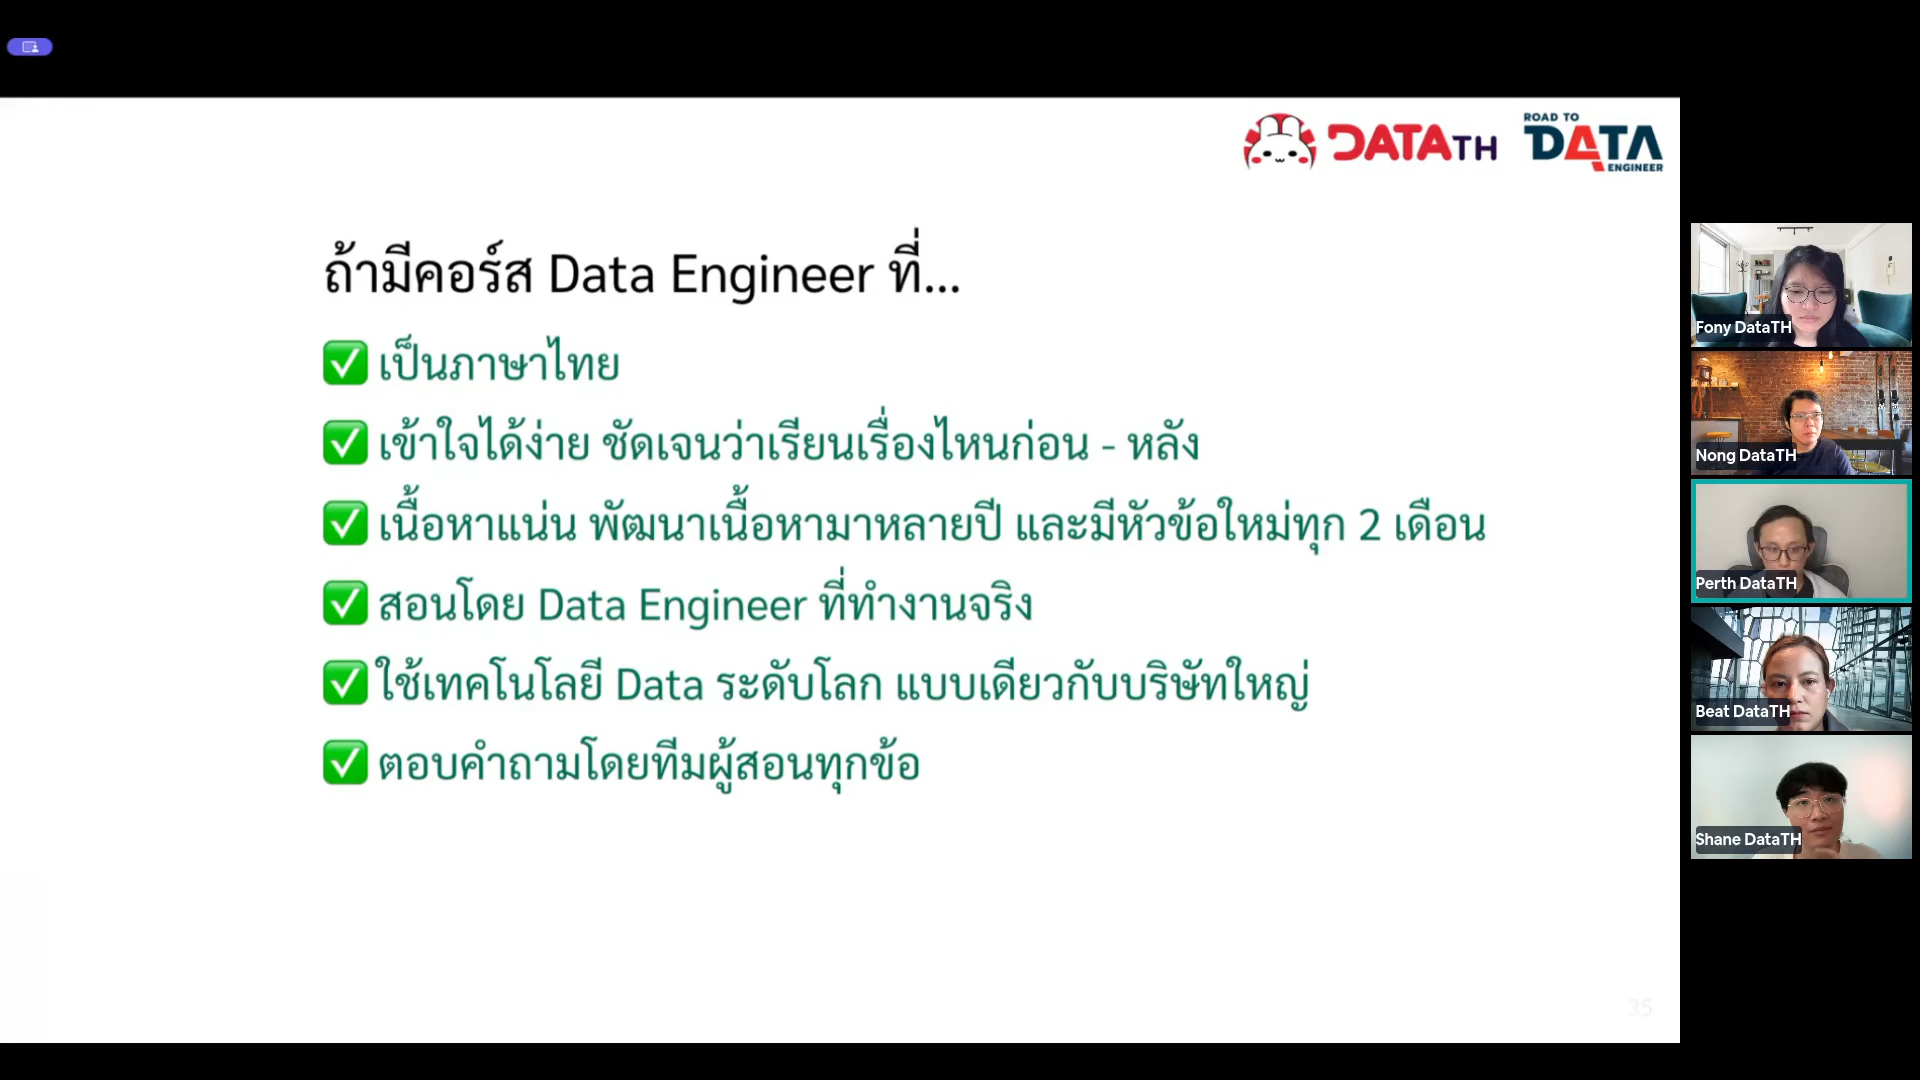 DATATH
ROAD TO
DATA
ENGINEER
ถ้ามีคอร์ส Data Engineer ที่...
✅ เป็นภาษาไทย
✅ เข้าใจได้ง่าย ชัดเจนว่าเรียนเรื่องไหนก่อน - หลัง
✅ เนื้อหาแน่น พัฒนาเนื้อหามาหลายปี และมีหัวข้อใหม่ทุก 2 เดือน
✅ สอนโดย Data Engineer ที่ทำงานจริง
✅ ใช้เทคโนโลยี Data ระดับโลก แบบเดียวกับบริษัทใหญ่
✅ ตอบคำถามโดยทีมผู้สอนทุกข้อ
35
Fony DataTH
Nong DataTH
Perth DataTH
Beat DataTH
Shane DataTH